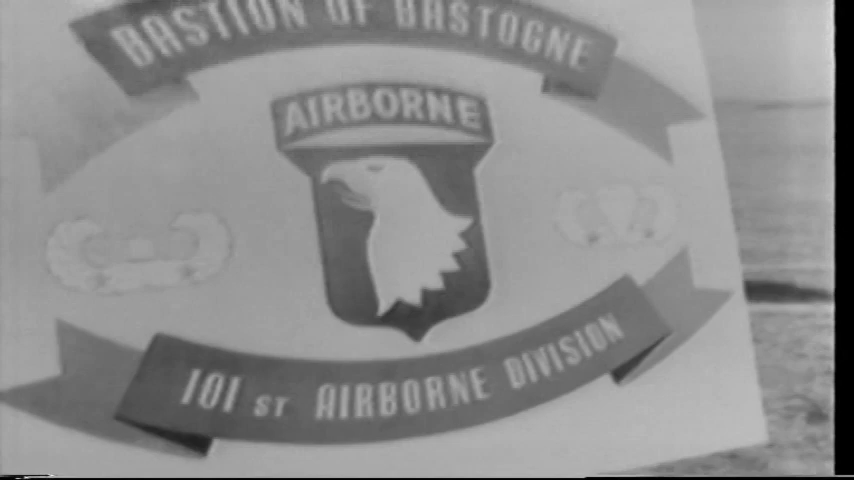 BASTION OF BASTOGNE
AIRBORNE
101 ST AIRBORNE DIVISION